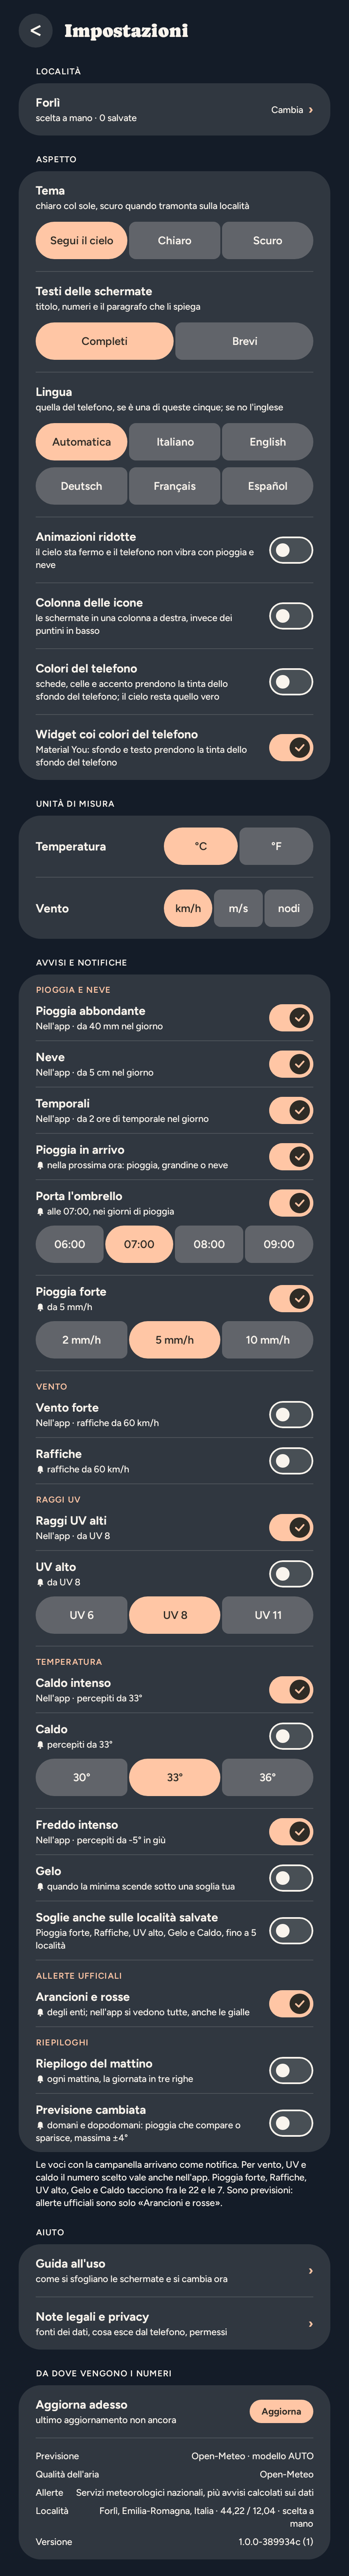 < Impostazioni
LOCALITÀ
Forlì
scelta a mano · 0 salvate
Cambia ›
ASPETTO
Tema
chiaro col sole, scuro quando tramonta sulla località
Segui il cielo Chiaro Scuro
Testi delle schermate
titolo, numeri e il paragrafo che li spiega
Completi Brevi
Lingua
quella del telefono, se è una di queste cinque; se no l'inglese
Automatica Italiano English
Deutsch Français Español
Animazioni ridotte
il cielo sta fermo e il telefono non vibra con pioggia e
neve
Colonna delle icone
le schermate in una colonna a destra, invece dei
puntini in basso
Colori del telefono
schede, celle e accento prendono la tinta dello
sfondo del telefono; il cielo resta quello vero
Widget coi colori del telefono
Material You: sfondo e testo prendono la tinta dello
sfondo del telefono
UNITÀ DI MISURA
Temperatura °C °F
Vento km/h m/s nodi
AVVISI E NOTIFICHE
PIOGGIA E NEVE
Pioggia abbondante
Nell'app · da 40 mm nel giorno
Neve
Nell'app · da 5 cm nel giorno
Temporali
Nell'app · da 2 ore di temporale nel giorno
Pioggia in arrivo
nella prossima ora: pioggia, grandine o neve
Porta l'ombrello
alle 07:00, nei giorni di pioggia
06:00 07:00 08:00 09:00
Pioggia forte
da 5 mm/h
2 mm/h 5 mm/h 10 mm/h
VENTO
Vento forte
Nell'app · raffiche da 60 km/h
Raffiche
raffiche da 60 km/h
RAGGI UV
Raggi UV alti
Nell'app · da UV 8
UV alto
da UV 8
UV 6 UV 8 UV 11
TEMPERATURA
Caldo intenso
Nell'app · percepiti da 33°
Caldo
percepiti da 33°
30° 33° 36°
Freddo intenso
Nell'app · percepiti da -5° in giù
Gelo
quando la minima scende sotto una soglia tua
Soglie anche sulle località salvate
Pioggia forte, Raffiche, UV alto, Gelo e Caldo, fino a 5
località
ALLERTE UFFICIALI
Arancioni e rosse
degli enti; nell'app si vedono tutte, anche le gialle
RIEPILOGHI
Riepilogo del mattino
ogni mattina, la giornata in tre righe
Previsione cambiata
domani e dopodomani: pioggia che compare o
sparisce, massima ±4°
Le voci con la campanella arrivano come notifica. Per vento, UV e
caldo il numero scelto vale anche nell'app. Pioggia forte, Raffiche,
UV alto, Gelo e Caldo tacciono fra le 22 e le 7. Sono previsioni:
allerte ufficiali sono solo «Arancioni e rosse».
AIUTO
Guida all'uso
come si sfogliano le schermate e si cambia ora
›
Note legali e privacy
fonti dei dati, cosa esce dal telefono, permessi
›
DA DOVE VENGONO I NUMERI
Aggiorna adesso
ultimo aggiornamento non ancora
Aggiorna
Previsione Open-Meteo · modello AUTO
Qualità dell'aria Open-Meteo
Allerte Servizi meteorologici nazionali, più avvisi calcolati sui dati
Località Forlì, Emilia-Romagna, Italia · 44,22 / 12,04 · scelta a
mano
Versione 1.0.0-389934c (1)